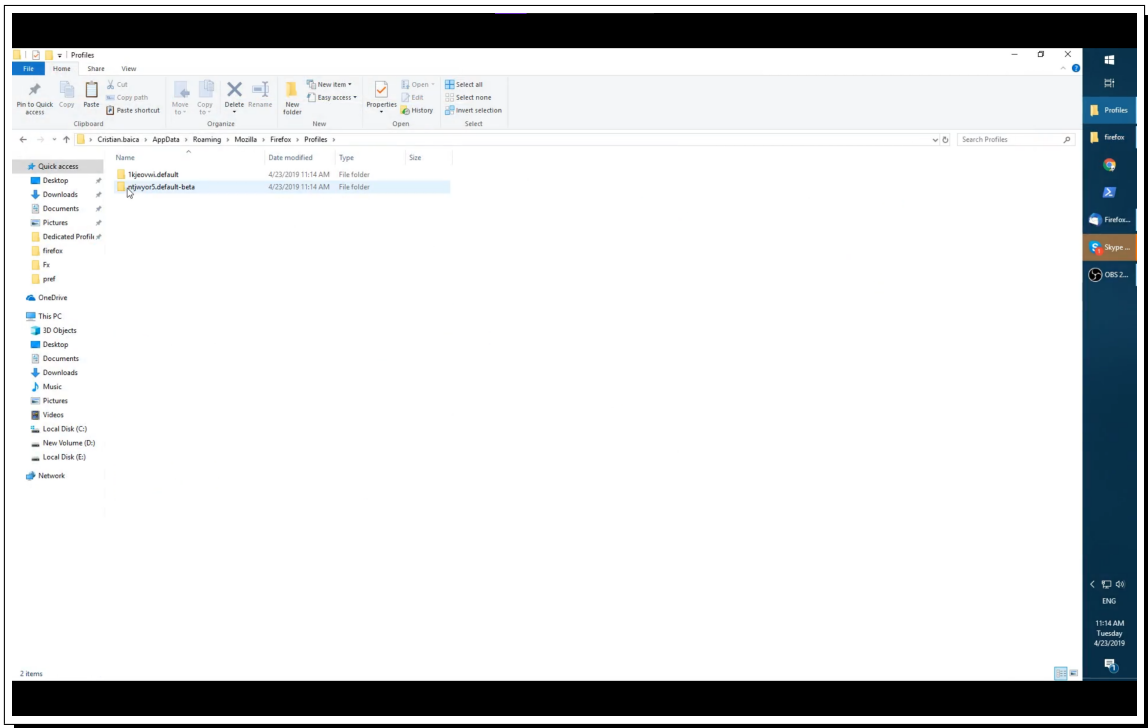 Profiles
File Home Share View
Pin to Quick access
Copy
Paste
Cut
Copy path
Paste shortcut
Clipboard
Move to
Copy to
Delete
Rename
Organize
New folder
New item
Easy access
New
Properties
Open
Edit
History
Open
Select all
Select none
Invert selection
Select
Cristian.baica > AppData > Roaming > Mozilla > Firefox > Profiles >
Search Profiles
Name Date modified Type Size
1kjeovwi.default 4/23/2019 11:14 AM File folder
4/23/2019 11:14 AM File folder
Quick access
Desktop
Downloads
Documents
Pictures
Dedicated Profile
firefox
Fx
pref
OneDrive
This PC
3D Objects
Desktop
Documents
Downloads
Music
Pictures
Videos
Local Disk (C:)
New Volume (D:)
Local Disk (E:)
Network
2 items
Profiles
firefox
Firefox...
Skype ...
OBS 2...
ENG
11:14 AM
Tuesday
4/23/2019